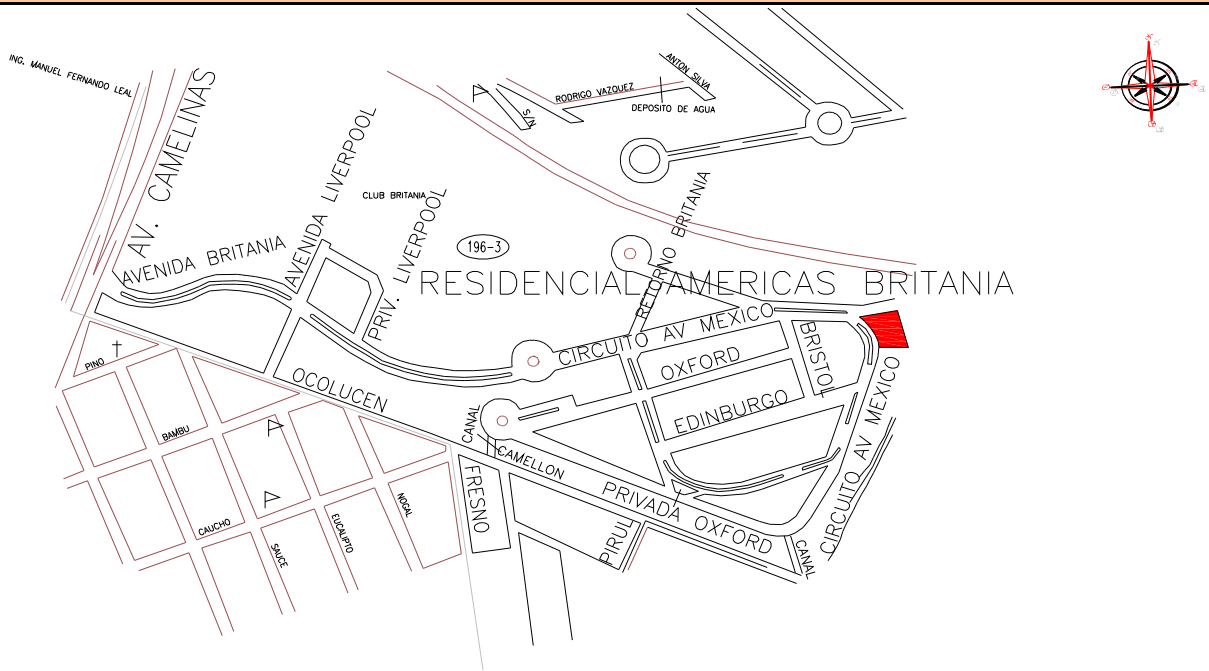 ING. MANUEL FERNANDO LEAL
AV. CAMELINAS
AVENIDA LIVERPOOL
CLUB BRITANIA
PRIV. LIVERPOOL
AVENIDA BRITANIA
196-3
S/N
RODRIGO VAZQUEZ
ANTON SILVA
DEPOSITO DE AGUA
RETORNO BRITANIA
RESIDENCIAL AMERICAS BRITANIA
CIRCUITO AV MEXICO
OXFORD
BRISTOL
EDINBURGO
CIRCUITO AV MEXICO
OCOLUCEN
PINO
BAMBU
CAUCHO
SAUCE
EUCALIPTO
NOGAL
CANAL
CAMELLON
FRESNO
PRIVADA OXFORD
PIRUL
CANAL